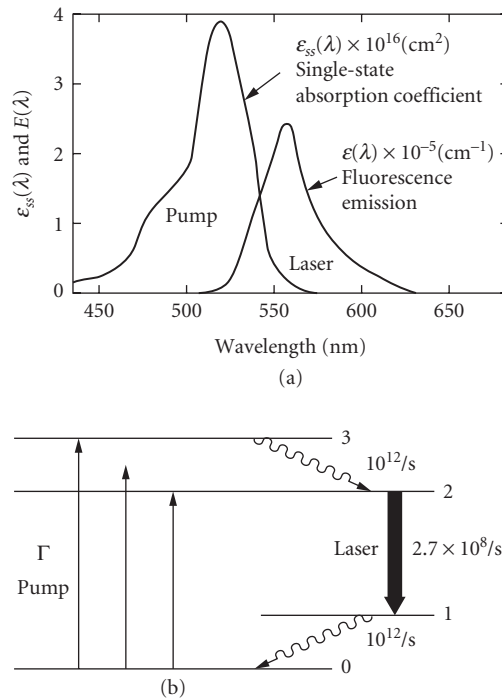 4
3
2
1
0
ε_ss(λ) and E(λ)
ε_ss(λ) × 10^16 (cm^2)
Single-state
absorption coefficient
ε(λ) × 10^-5 (cm^-1)
Fluorescence
emission
Pump
Laser
450 500 550 600 650
Wavelength (nm)
(a)
3
10^12/s
2
Γ
Pump
Laser
2.7 × 10^8/s
1
10^12/s
0
(b)